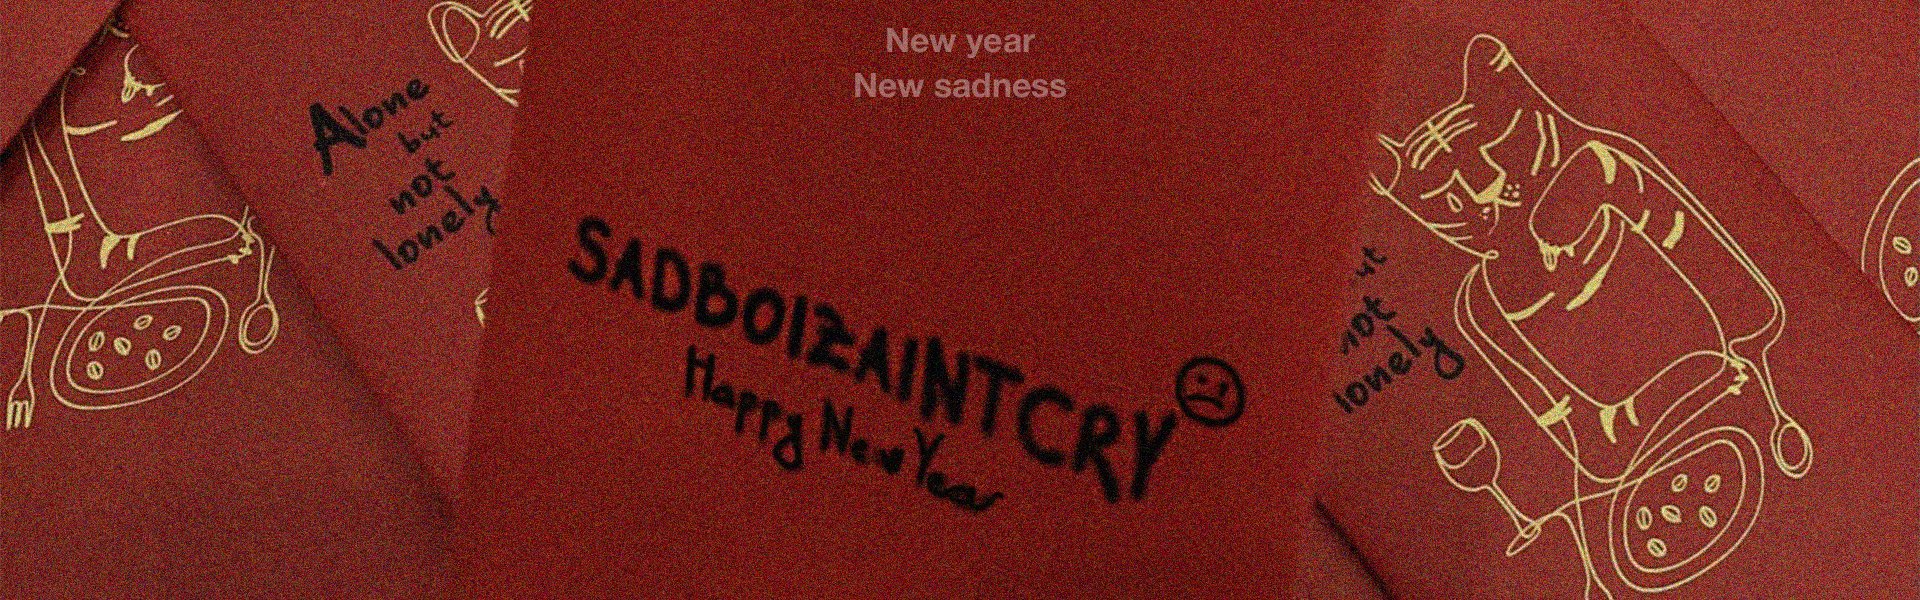 New year
New sadness
Alone
but
not
lonely
SADBOIZAINTCRY
Happy New Year
ut
not
lonely